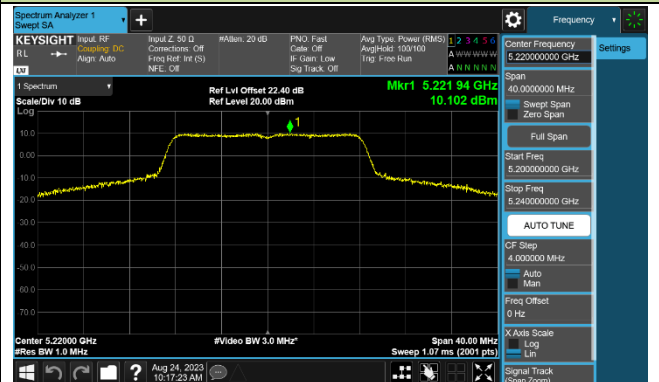 Spectrum Analyzer 1
Swept SA
Frequency
KEYSIGHT
RL
LXI
Input: RF
Coupling: DC
Align: Auto
Input Z: 50 Ω
Corrections: Off
Freq Ref: Int (S)
NFE: Off
#Atten: 20 dB
PNO: Fast
Gate: Off
IF Gain: Low
Sig Track: Off
Avg Type: Power (RMS)
Avg|Hold: 100/100
Trig: Free Run
1 2 3 4 5 6
A W W W W W
A N N N N N
1 Spectrum
Scale/Div 10 dB
Ref Lvl Offset 22.40 dB
Ref Level 20.00 dBm
Mkr1 5.221 94 GHz
10.102 dBm
Log
10.0
0.00
-10.0
-20.0
-30.0
-40.0
-50.0
-60.0
-70.0
1
Center 5.22000 GHz
#Res BW 1.0 MHz
#Video BW 3.0 MHz*
Span 40.00 MHz
Sweep 1.07 ms (2001 pts)
Aug 24, 2023
10:17:23 AM
Center Frequency
5.220000000 GHz
Settings
Span
40.0000000 MHz
Swept Span
Zero Span
Full Span
Start Freq
5.200000000 GHz
Stop Freq
5.240000000 GHz
AUTO TUNE
CF Step
4.000000 MHz
Auto
Man
Freq Offset
0 Hz
X Axis Scale
Log
Lin
Signal Track
(Span Zoom)